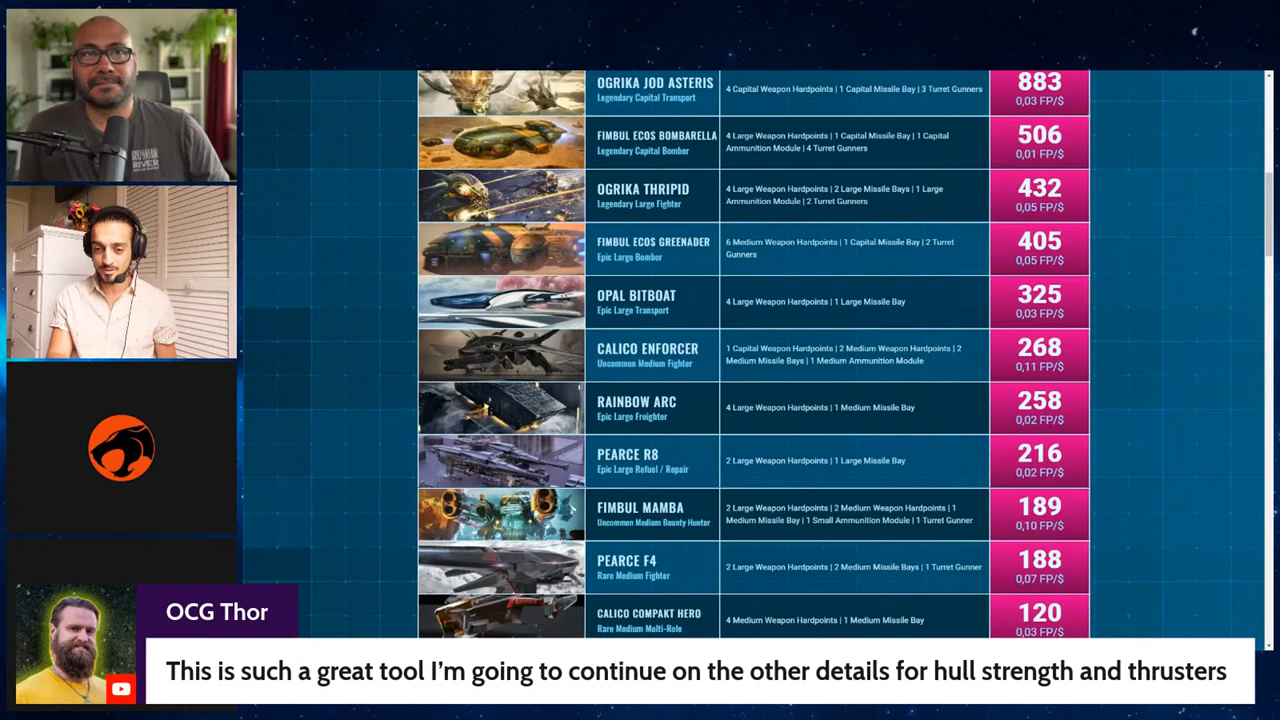 OGRIKA JOD ASTERIS
Legendary Capital Transport
4 Capital Weapon Hardpoints | 1 Capital Missile Bay | 3 Turret Gunners
883
0,03 FP/$
FIMBUL ECOS BOMBARELLA
Legendary Capital Bomber
4 Large Weapon Hardpoints | 1 Capital Missile Bay | 1 Capital
Ammunition Module | 4 Turret Gunners
506
0,01 FP/$
OGRIKA THRIPID
Legendary Large Fighter
4 Large Weapon Hardpoints | 2 Large Missile Bays | 1 Large
Ammunition Module | 2 Turret Gunners
432
0,05 FP/$
FIMBUL ECOS GREENADER
Epic Large Bomber
6 Medium Weapon Hardpoints | 1 Capital Missile Bay | 2 Turret
Gunners
405
0,05 FP/$
OPAL BITBOAT
Epic Large Transport
4 Large Weapon Hardpoints | 1 Large Missile Bay
325
0,03 FP/$
CALICO ENFORCER
Uncommon Medium Fighter
1 Capital Weapon Hardpoints | 2 Medium Weapon Hardpoints | 2
Medium Missile Bays | 1 Medium Ammunition Module
268
0,11 FP/$
RAINBOW ARC
Epic Large Freighter
4 Large Weapon Hardpoints | 1 Medium Missile Bay
258
0,02 FP/$
PEARCE R8
Epic Large Refuel / Repair
2 Large Weapon Hardpoints | 1 Large Missile Bay
216
0,02 FP/$
FIMBUL MAMBA
Uncommon Medium Bounty Hunter
2 Large Weapon Hardpoints | 2 Medium Weapon Hardpoints | 1
Medium Missile Bay | 1 Small Ammunition Module | 1 Turret Gunner
189
0,10 FP/$
PEARCE F4
Rare Medium Fighter
2 Large Weapon Hardpoints | 2 Medium Missile Bays | 1 Turret Gunner
188
0,07 FP/$
CALICO COMPAKT HERO
Rare Medium Multi-Role
4 Medium Weapon Hardpoints | 1 Medium Missile Bay
120
0,03 FP/$
RUSSIAN
RIVER
OCG Thor
This is such a great tool I'm going to continue on the other details for hull strength and thrusters